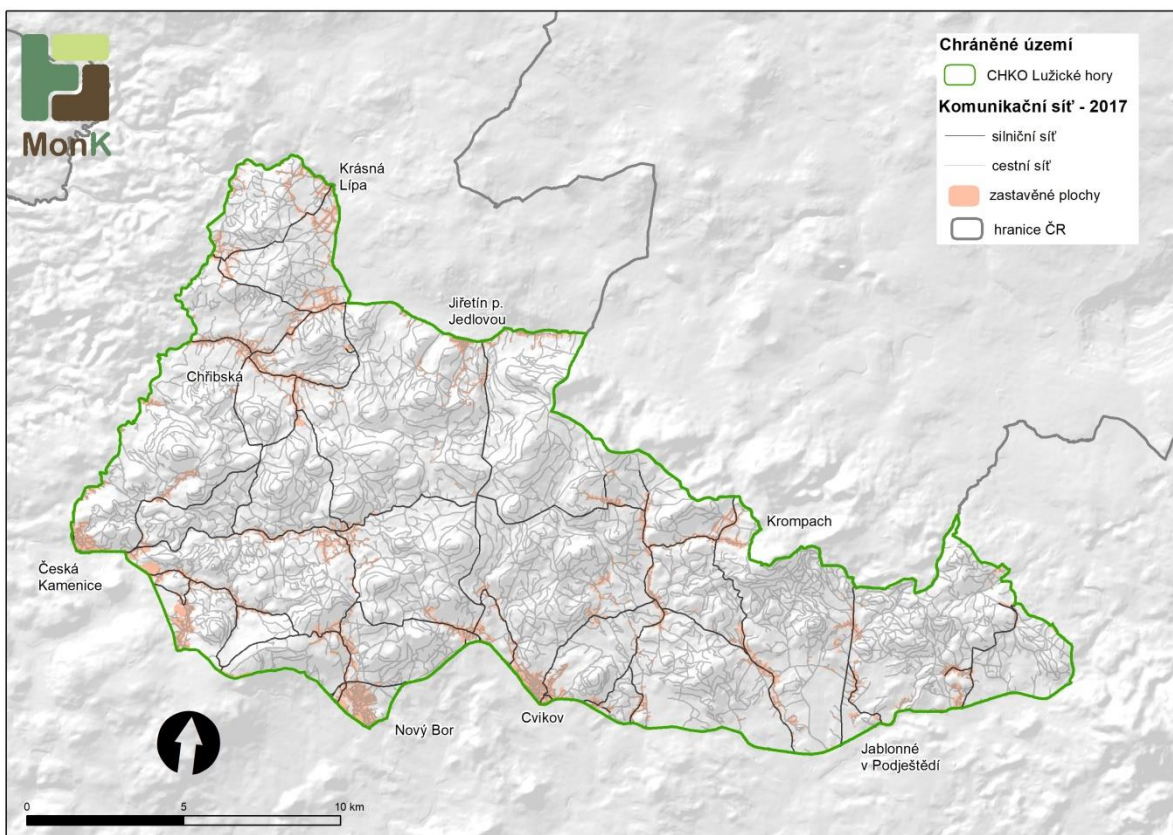 MonK
Chráněné území
CHKO Lužické hory
Komunikační síť - 2017
silniční síť
cestní síť
zastavěné plochy
hranice ČR
Krásná
Lípa
Jiřetín p.
Jedlovou
Chřibská
Krompach
Česká
Kamenice
Nový Bor
Cvikov
Jablonné
v Podještědí
0
5
10 km